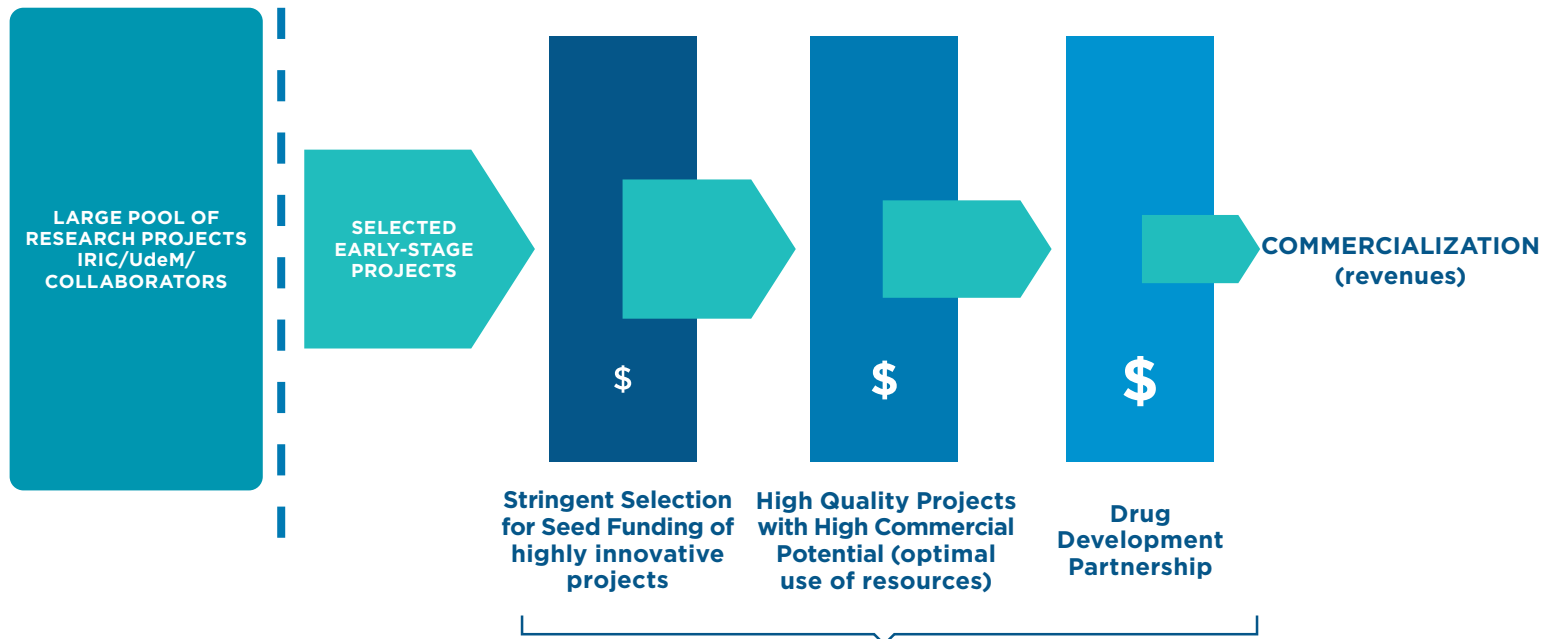 LARGE POOL OF
RESEARCH PROJECTS
IRIC/UdeM/
COLLABORATORS
SELECTED
EARLY-STAGE
PROJECTS
$
$
$
COMMERCIALIZATION
(revenues)
Stringent Selection
for Seed Funding of
highly innovative
projects
High Quality Projects
with High Commercial
Potential (optimal
use of resources)
Drug
Development
Partnership